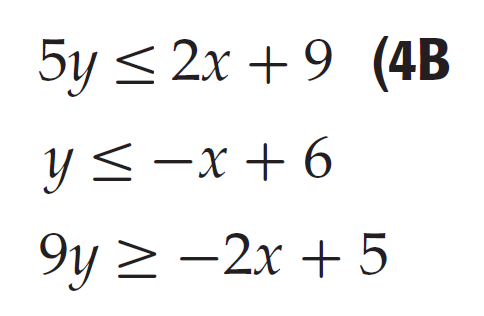 5y ≤ 2x + 9 (4B
y ≤ −x + 6
9y ≥ −2x + 5